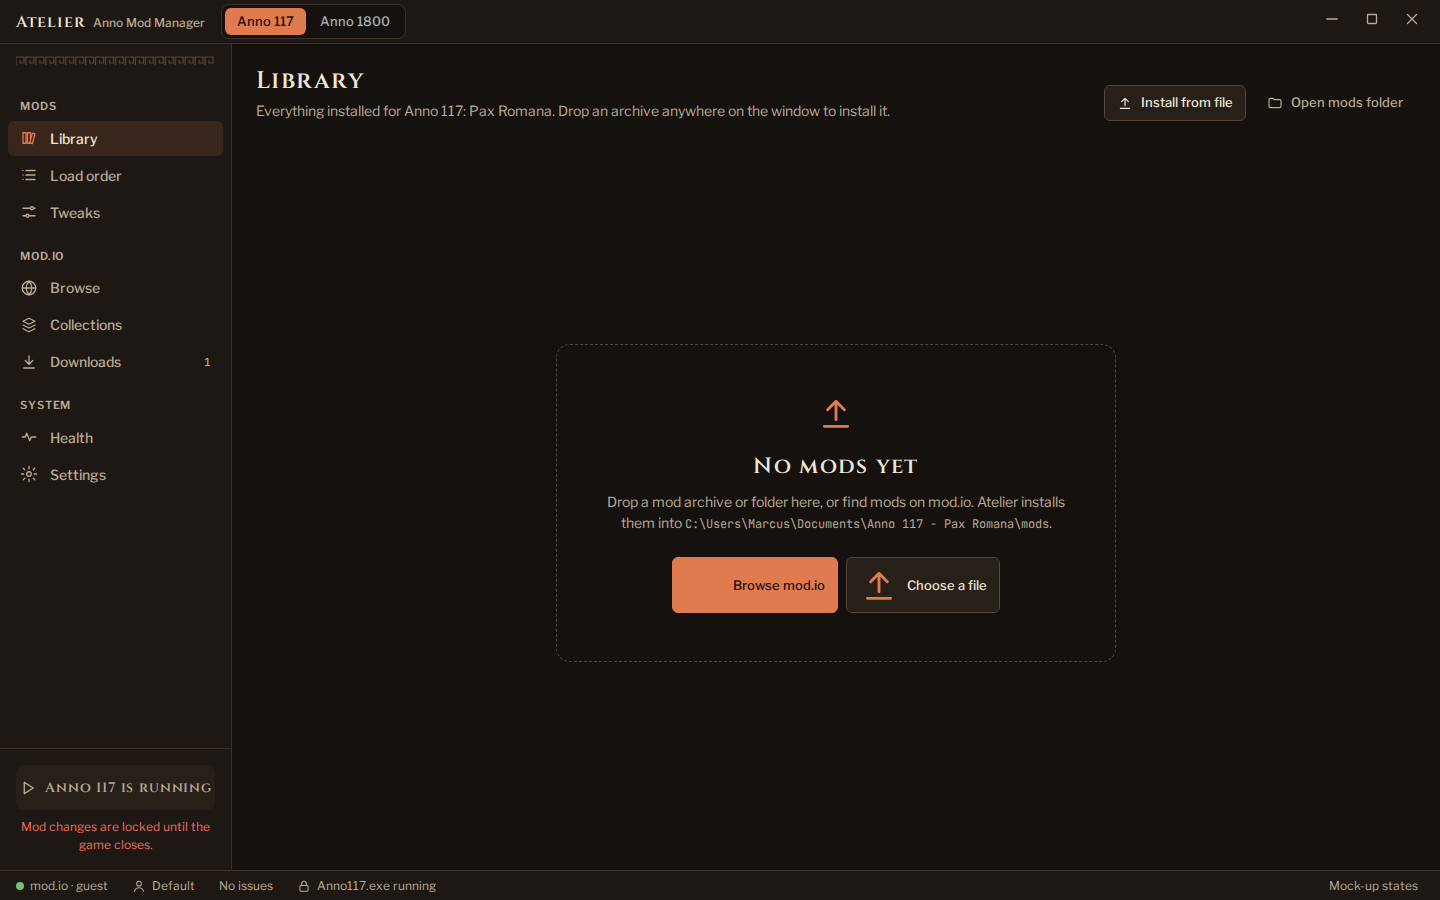 Atelier Anno Mod Manager Anno 117 Anno 1800
Library
Everything installed for Anno 117: Pax Romana. Drop an archive anywhere on the window to install it.
Install from file Open mods folder
MODS
Library
Load order
Tweaks
MOD.IO
Browse
Collections
Downloads 1
SYSTEM
Health
Settings
No mods yet
Drop a mod archive or folder here, or find mods on mod.io. Atelier installs
them into C:\Users\Marcus\Documents\Anno 117 - Pax Romana\mods.
Browse mod.io Choose a file
Anno 117 is running
Mod changes are locked until the
game closes.
mod.io · guest Default No issues Anno117.exe running Mock-up states